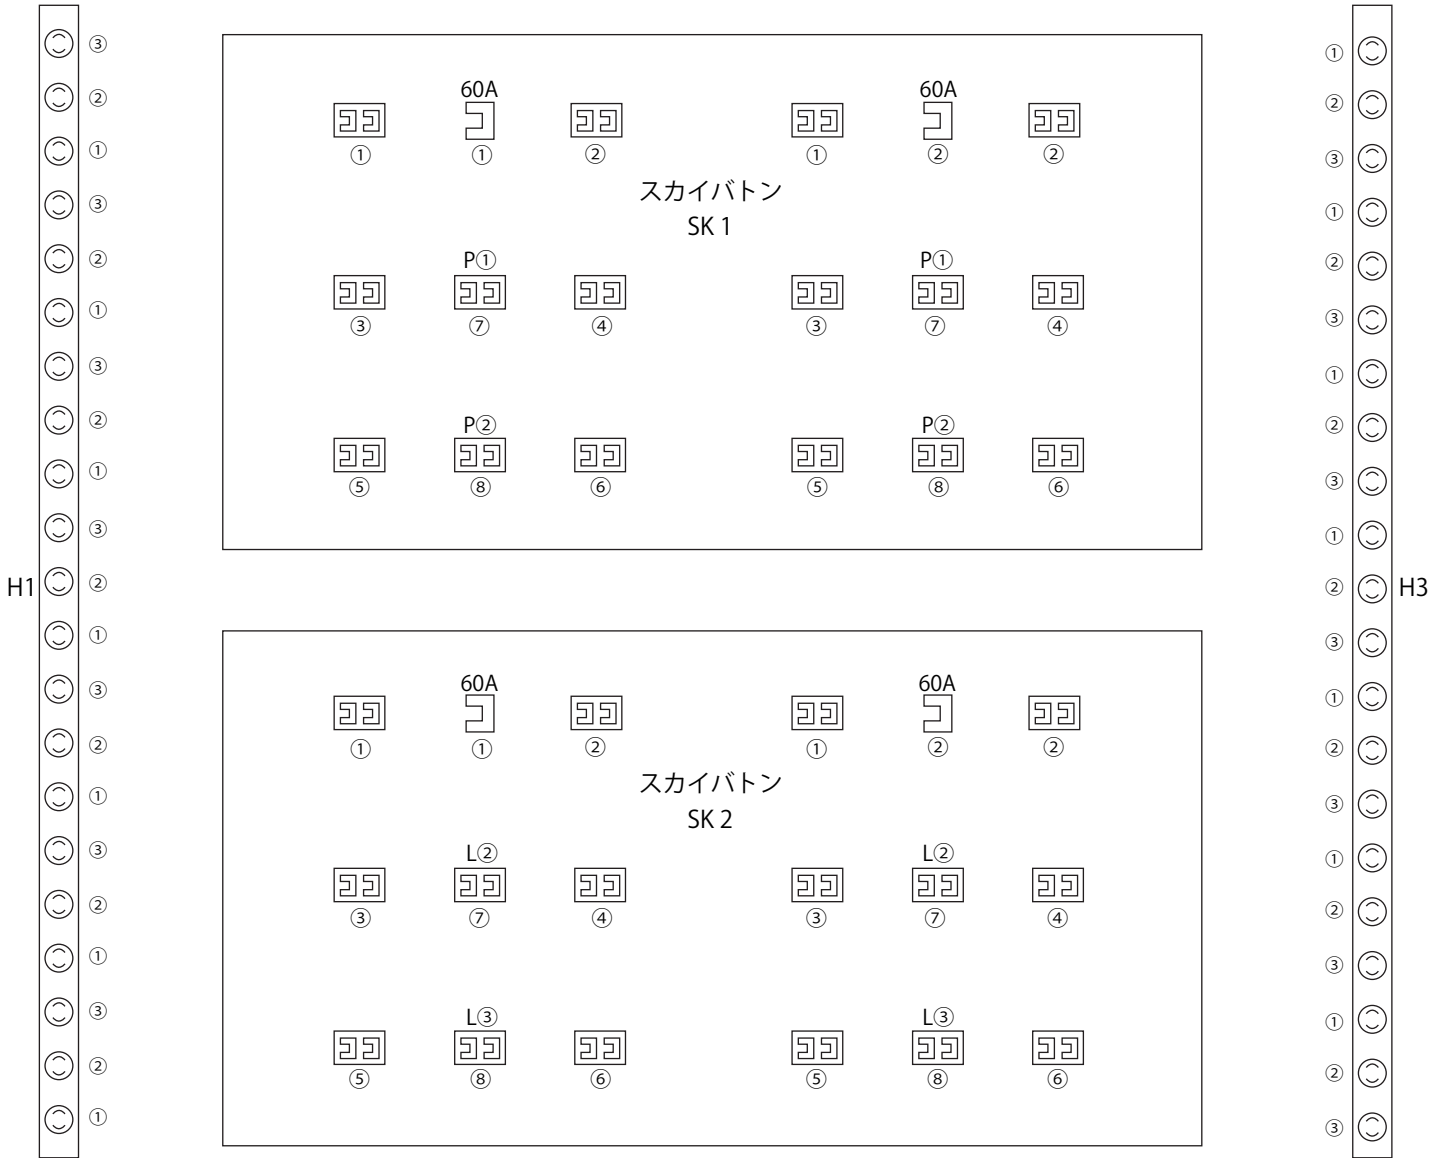 ③
②
①
③
②
①
③
②
①
③
②
①
③
②
①
③
②
①
③
②
①
H1
60A 60A
① ① ② ① ② ②
スカイバトン
SK 1
P① P①
③ ⑦ ④ ③ ⑦ ④
P② P②
⑤ ⑧ ⑥ ⑤ ⑧ ⑥
60A 60A
① ① ② ① ② ②
スカイバトン
SK 2
L② L②
③ ⑦ ④ ③ ⑦ ④
L③ L③
⑤ ⑧ ⑥ ⑤ ⑧ ⑥
①
②
③
①
②
③
①
②
③
①
②
③
①
②
③
①
②
③
①
②
③
H3